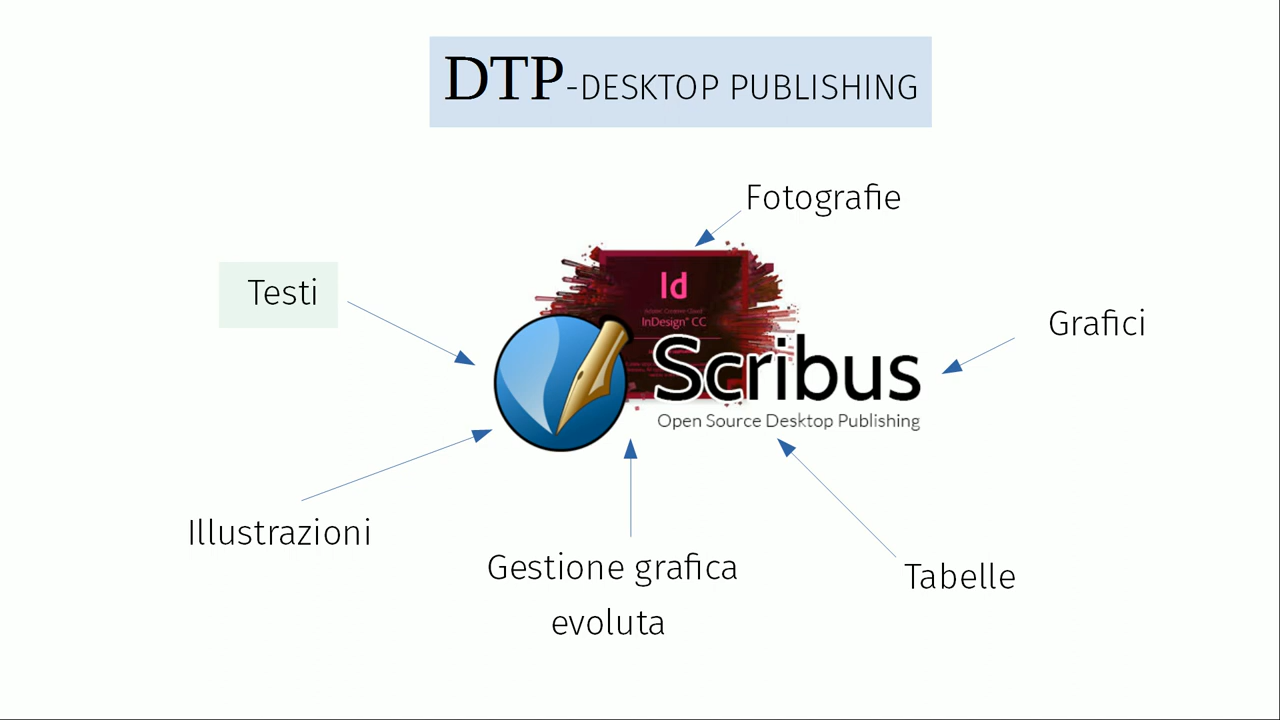 DTP-DESKTOP PUBLISHING
Fotografie
Testi
Id
InDesign® CC
Grafici
Scribus
Open Source Desktop Publishing
Illustrazioni
Gestione grafica
evoluta
Tabelle